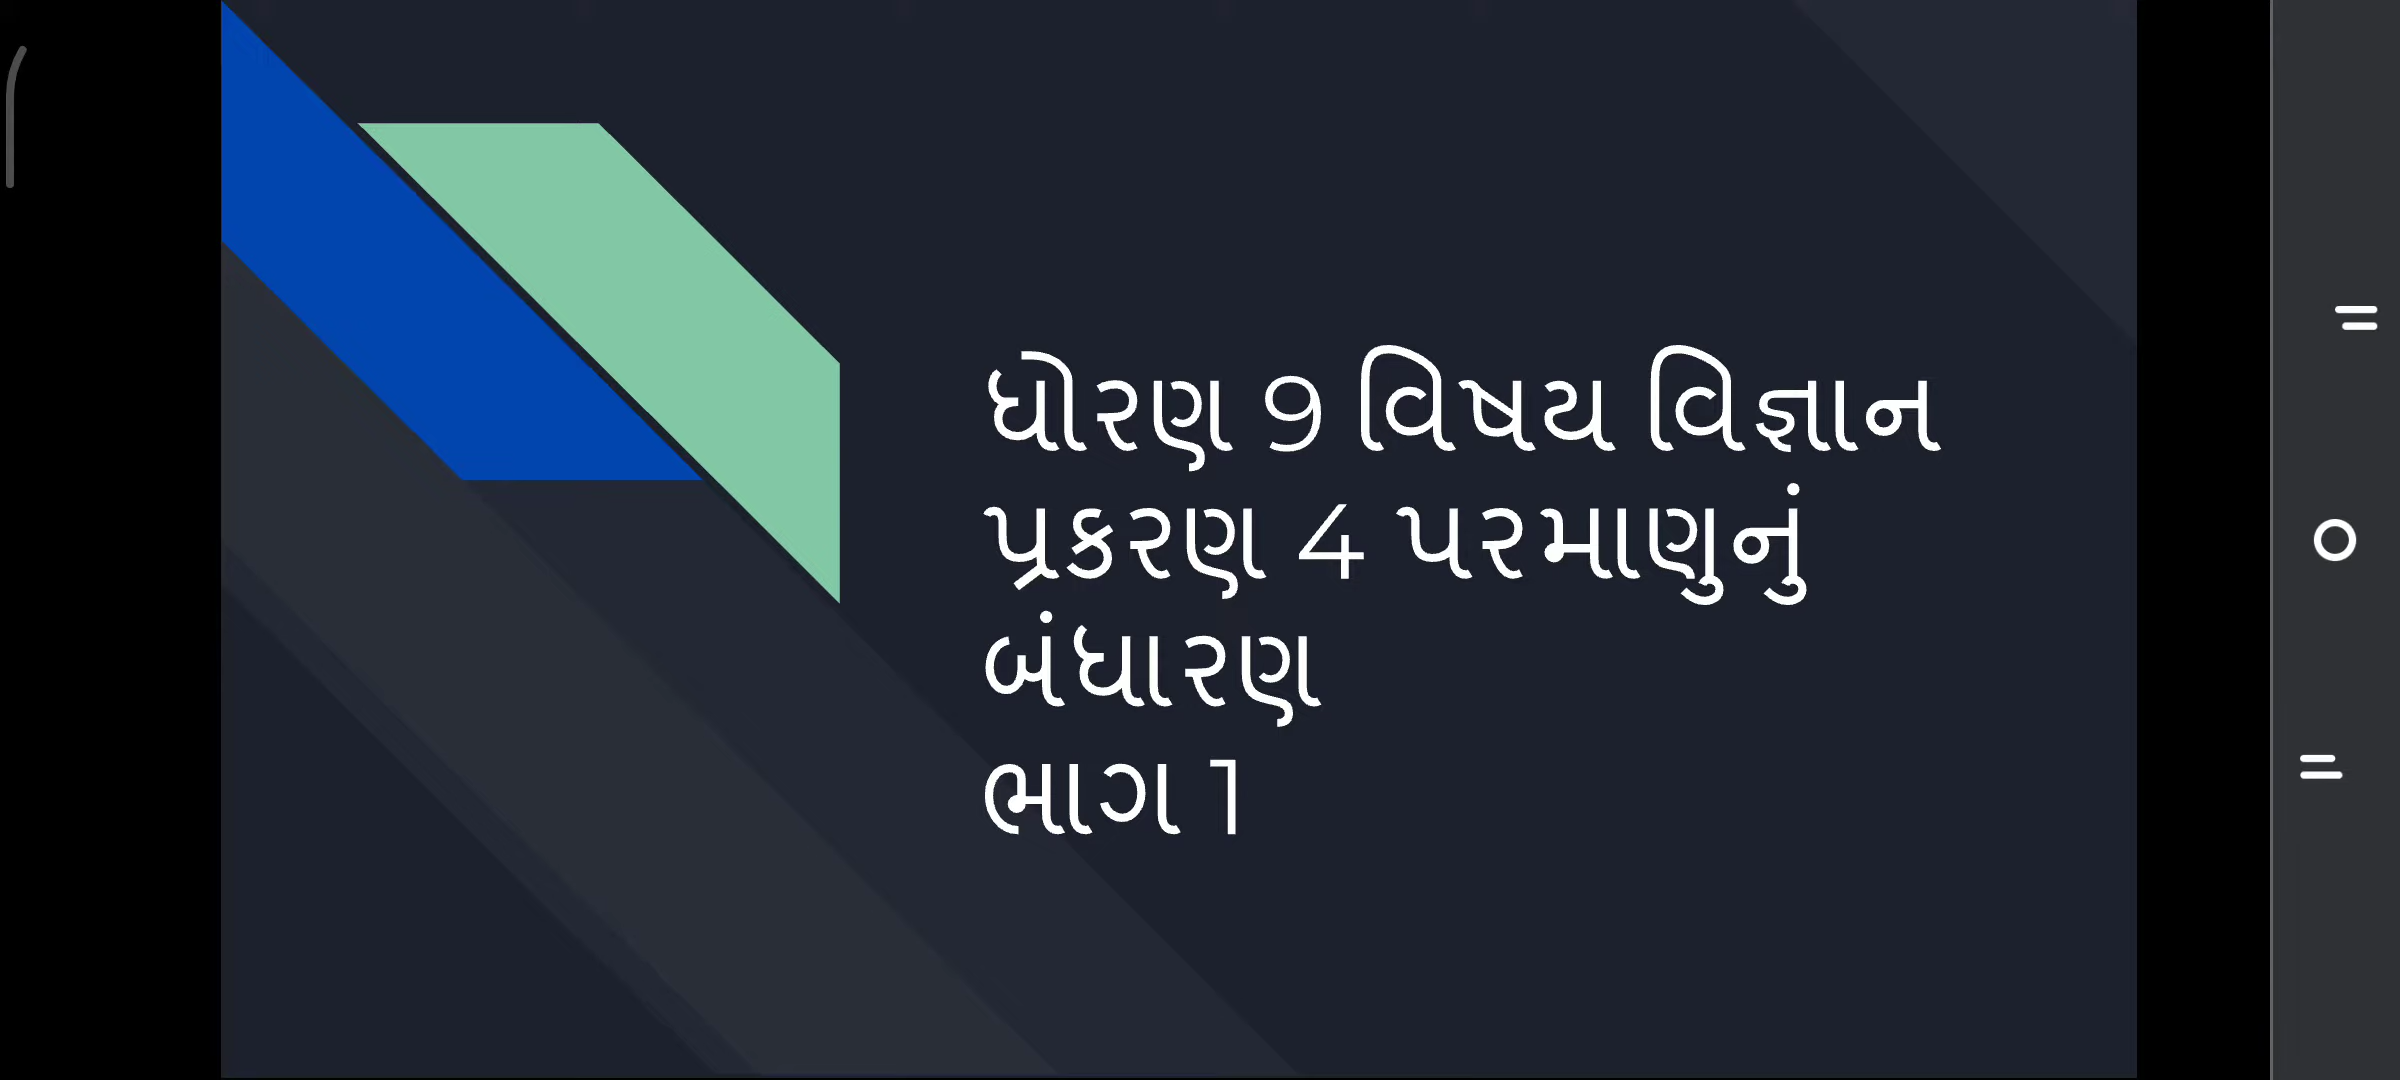 ધોરણ 9 વિષય વિજ્ઞાન
પ્રકરણ 4 પરમાણુનું
બંધારણ
ભાગ 1